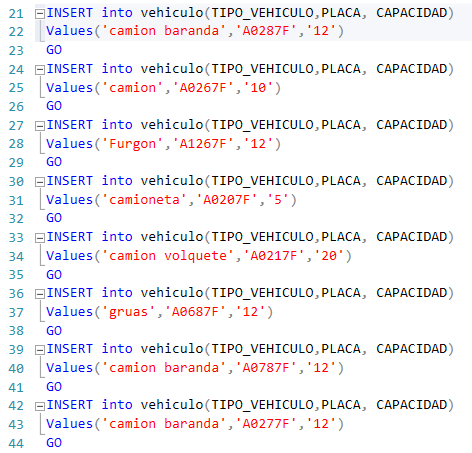 21 INSERT into vehiculo(TIPO_VEHICULO,PLACA, CAPACIDAD)
22 Values('camion baranda','A0287F','12')
23 GO
24 INSERT into vehiculo(TIPO_VEHICULO,PLACA, CAPACIDAD)
25 Values('camion','A0267F','10')
26 GO
27 INSERT into vehiculo(TIPO_VEHICULO,PLACA, CAPACIDAD)
28 Values('Furgon','A1267F','12')
29 GO
30 INSERT into vehiculo(TIPO_VEHICULO,PLACA, CAPACIDAD)
31 Values('camioneta','A0207F','5')
32 GO
33 INSERT into vehiculo(TIPO_VEHICULO,PLACA, CAPACIDAD)
34 Values('camion volquete','A0217F','20')
35 GO
36 INSERT into vehiculo(TIPO_VEHICULO,PLACA, CAPACIDAD)
37 Values('gruas','A0687F','12')
38 GO
39 INSERT into vehiculo(TIPO_VEHICULO,PLACA, CAPACIDAD)
40 Values('camion baranda','A0787F','12')
41 GO
42 INSERT into vehiculo(TIPO_VEHICULO,PLACA, CAPACIDAD)
43 Values('camion baranda','A0277F','12')
44 GO